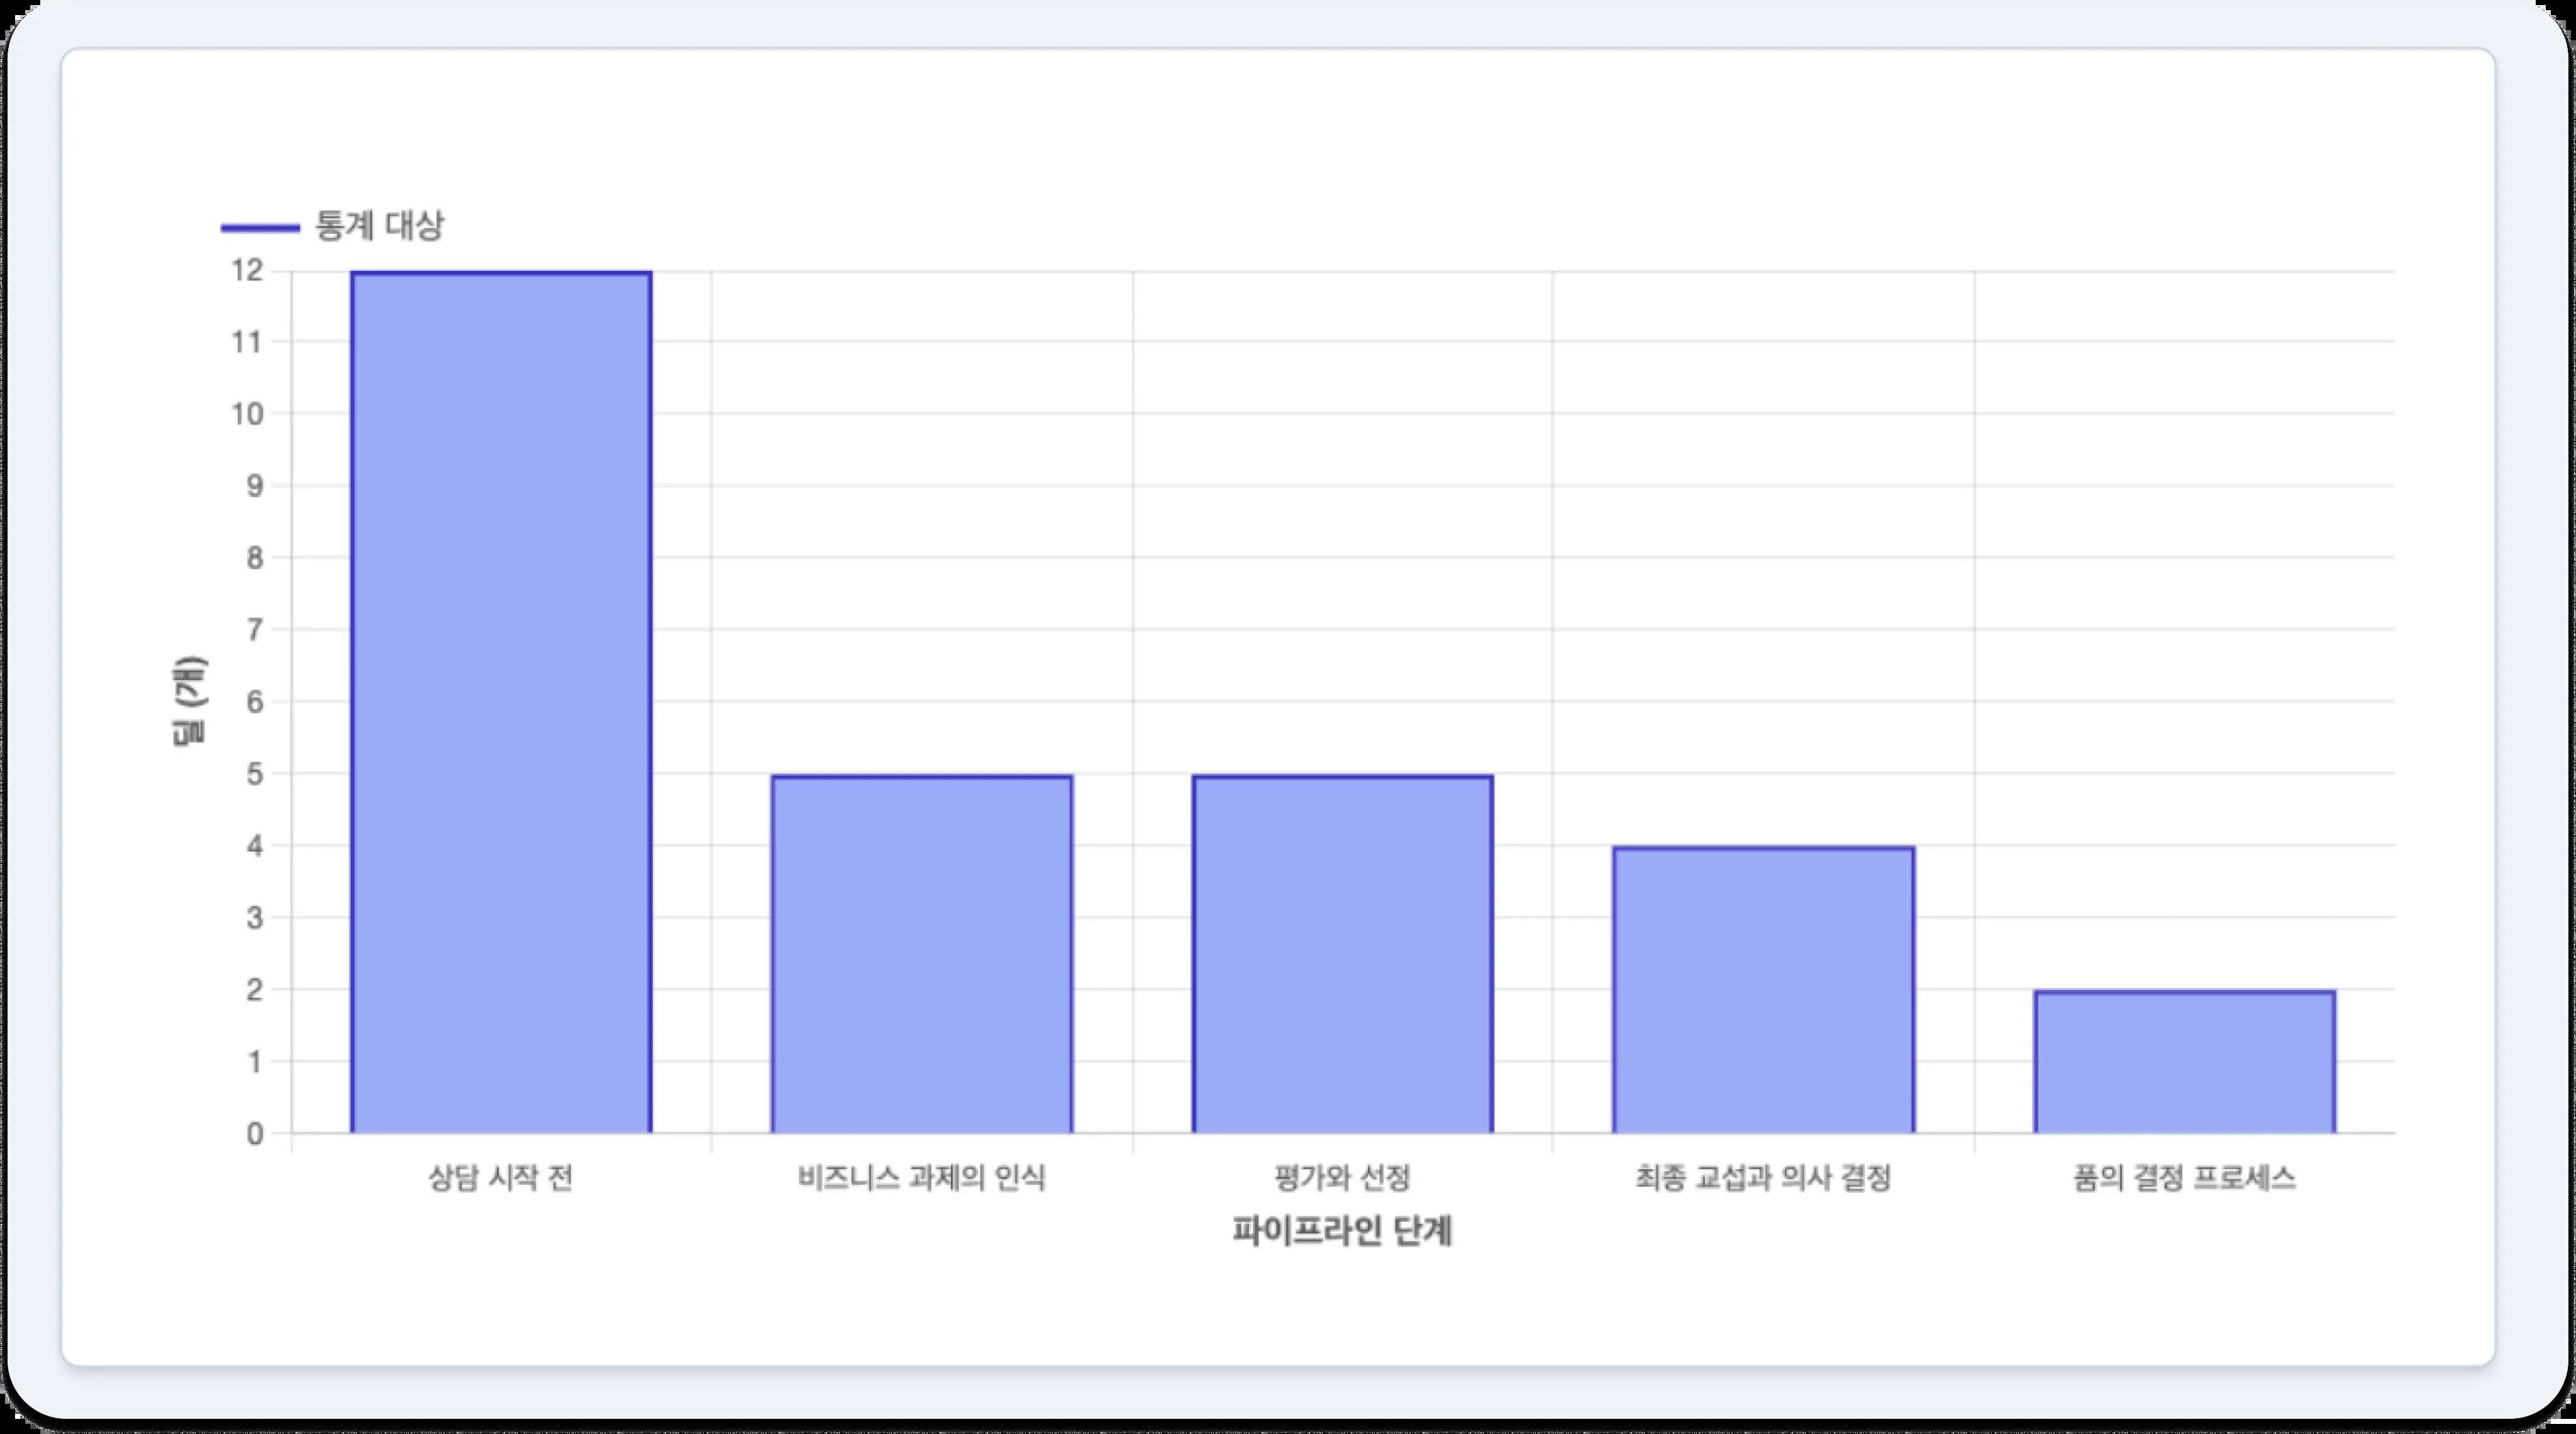 통계 대상
12
11
10
9
8
7
6
5
4
3
2
1
0
딜 (개)
상담 시작 전
비즈니스 과제의 인식
평가와 선정
최종 교섭과 의사 결정
품의 결정 프로세스
파이프라인 단계